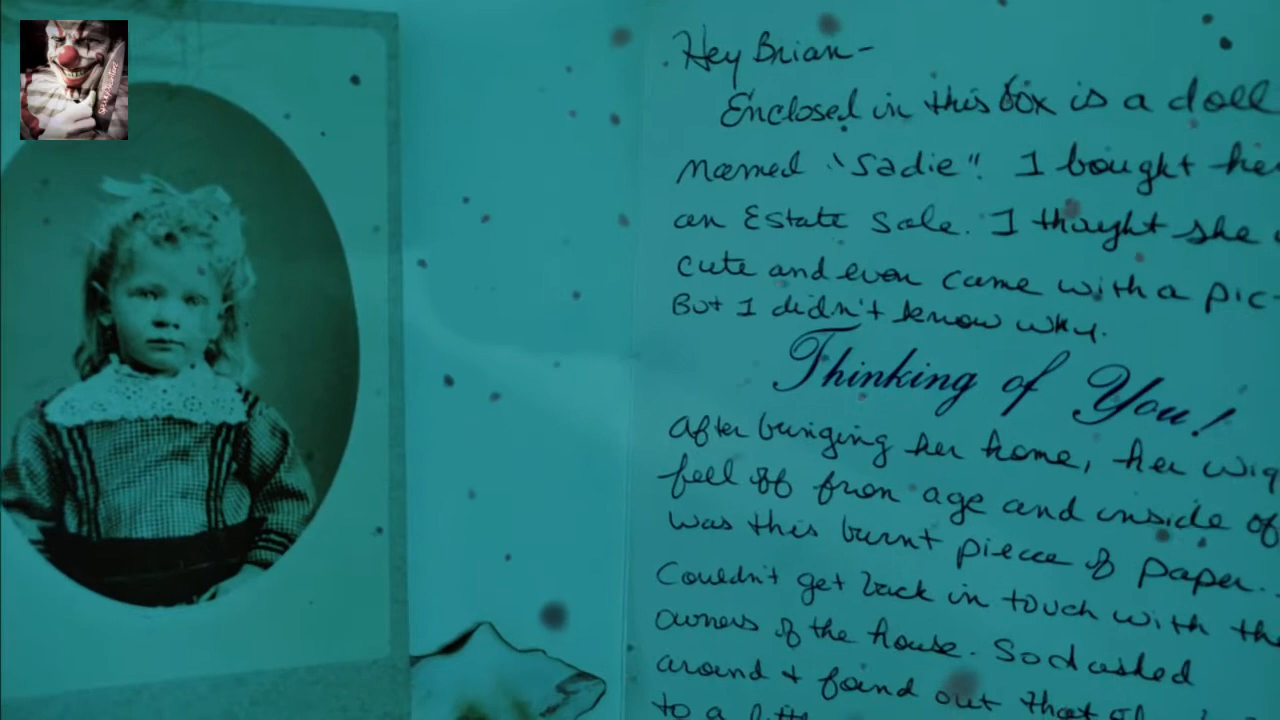 Hey Brian-
Enclosed in this box is a doll
named "Sadie". I bought her
an Estate Sale. I thought she
cute and even came with a pic-
But I didn't know why.
Thinking of You!
After bringing her home, her wig
fell off from age and inside of
was this burnt piece of paper.
Couldn't get back in touch with the
owners of the house. So I asked
around + found out that
to a